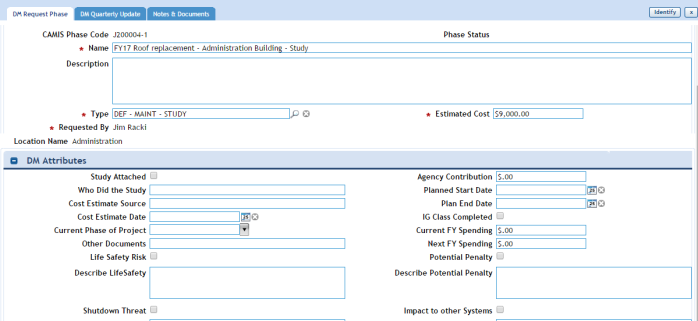 DM Request Phase DM Quarterly Update Notes & Documents Identify x
CAMIS Phase Code J200004-1 Phase Status
★ Name FY17 Roof replacement - Administration Building - Study
Description
★ Type DEF - MAINT - STUDY ★ Estimated Cost $9,000.00
★ Requested By Jim Racki
Location Name Administration
DM Attributes
Study Attached Agency Contribution $.00
Who Did the Study Planned Start Date
Cost Estimate Source Plan End Date
Cost Estimate Date IG Class Completed
Current Phase of Project Current FY Spending $.00
Other Documents Next FY Spending $.00
Life Safety Risk Potential Penalty
Describe LifeSafety Describe Potential Penalty
Shutdown Threat Impact to other Systems